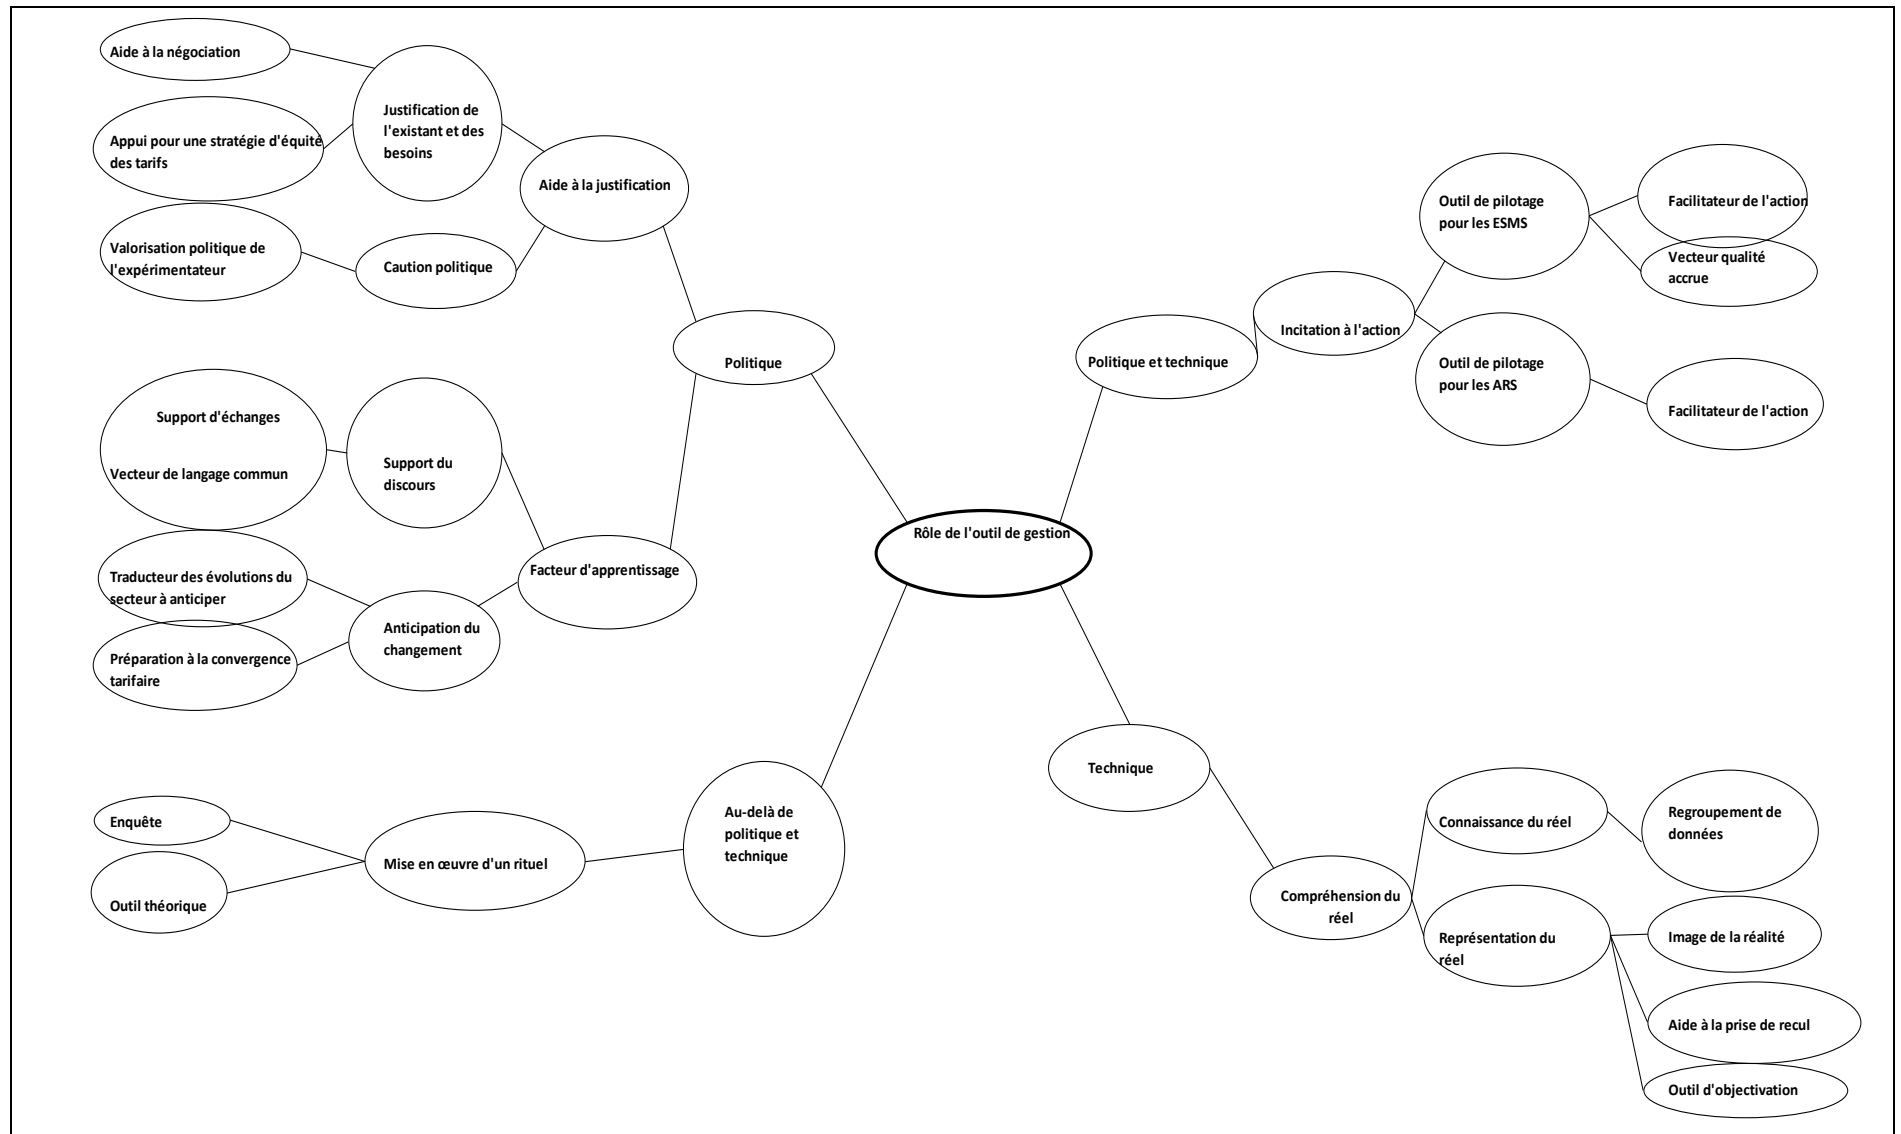 Aide à la négociation
Justification de
l'existant et des
besoins
Appui pour une stratégie d'équité
des tarifs
Aide à la justification
Valorisation politique de
l'expérimentateur
Caution politique
Politique
Support d'échanges
Vecteur de langage commun
Support du
discours
Facteur d'apprentissage
Traducteur des évolutions du
secteur à anticiper
Anticipation du
changement
Préparation à la convergence
tarifaire
Rôle de l'outil de gestion
Au-delà de
politique et
technique
Enquête
Mise en œuvre d'un rituel
Outil théorique
Politique et technique
Incitation à l'action
Outil de pilotage
pour les ESMS
Facilitateur de l'action
Vecteur qualité
accrue
Outil de pilotage
pour les ARS
Facilitateur de l'action
Technique
Compréhension du
réel
Connaissance du réel
Regroupement de
données
Représentation du
réel
Image de la réalité
Aide à la prise de recul
Outil d'objectivation